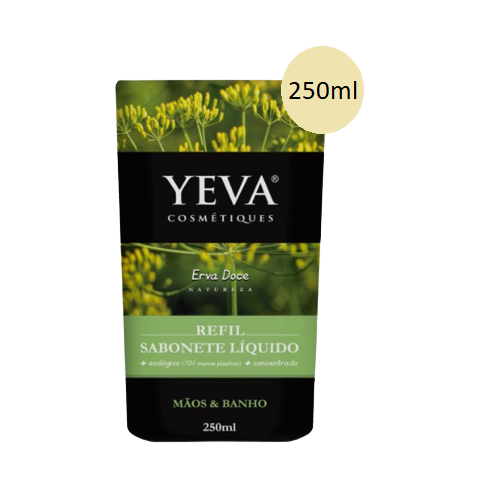 250ml
YEVA®
COSMÉTIQUES
Erva Doce
NATUREZA
REFIL
SABONETE LÍQUIDO
+ ecológico (70% menos plástico) + concentrado
MÃOS & BANHO
250ml